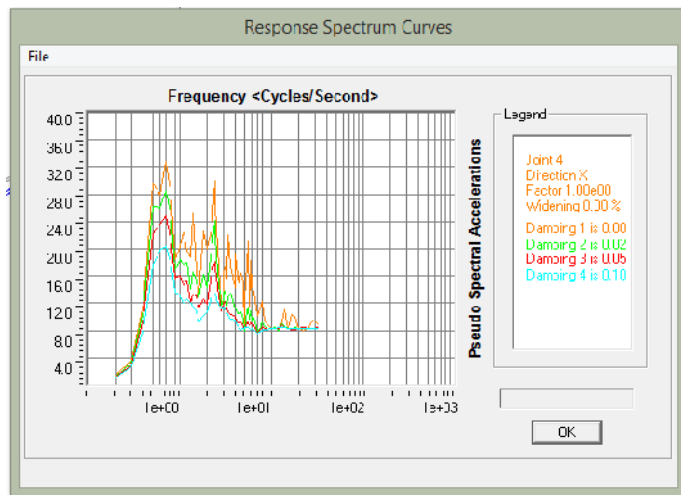 Response Spectrum Curves
File
Frequency <Cycles/Second>
40.0
36.0
32.0
28.0
24.0
20.0
16.0
12.0
8.0
4.0
1e+00
1e+01
1e+02
1e+03
Pseudo Spectral Accelerations
Legend
Joint 4
Direction X
Factor 1.00e00
Widening 0.00 %
Damping 1 is 0.00
Damping 2 is 0.02
Damping 3 is 0.05
Damping 4 is 0.10
OK